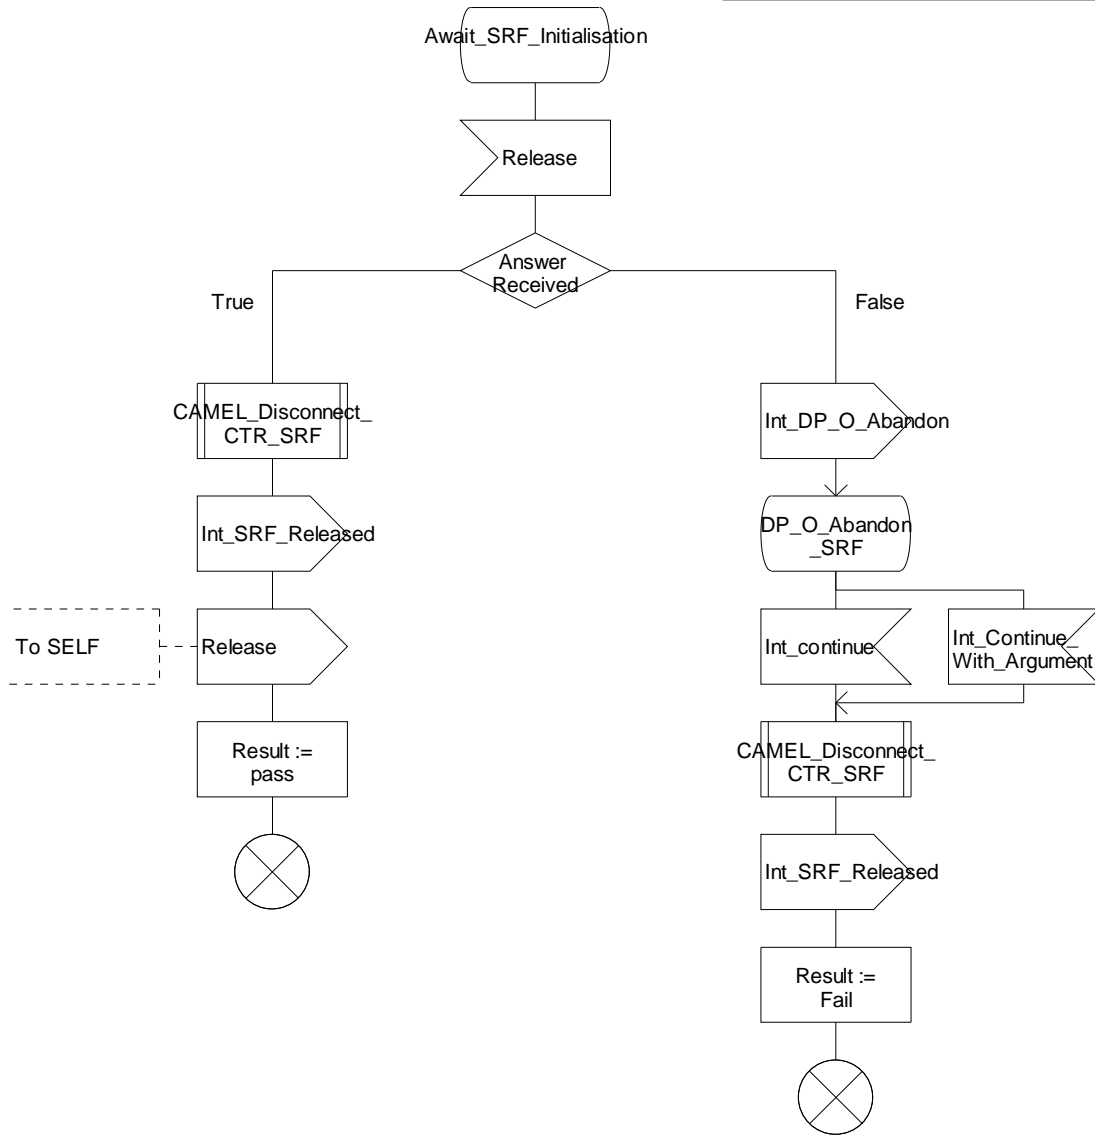 Await_SRF_Initialisation
Release
Answer
Received
True
False
CAMEL_Disconnect_
CTR_SRF
Int_DP_O_Abandon
Int_SRF_Released
DP_O_Abandon
_SRF
To SELF
Release
Int_continue
Int_Continue_
With_Argument
Result :=
pass
CAMEL_Disconnect_
CTR_SRF
Int_SRF_Released
Result :=
Fail